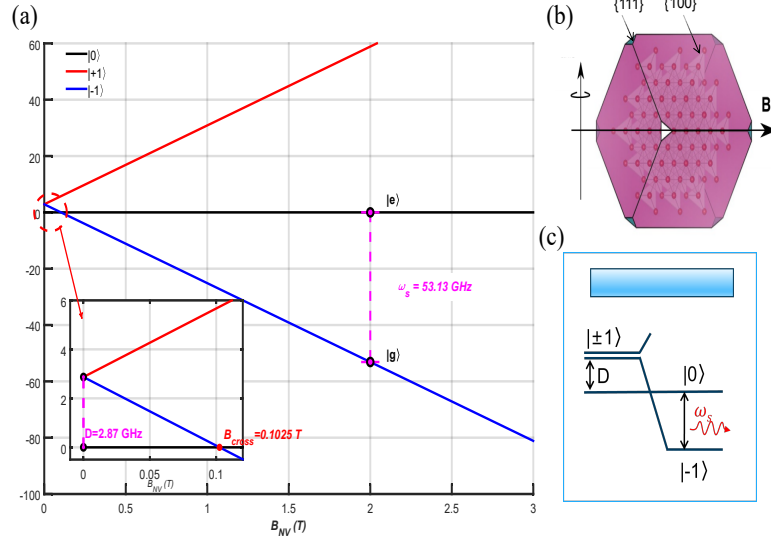 (a)
60
40
20
0
-20
-40
-60
-80
-100
|0⟩
|+1⟩
|-1⟩
|e⟩
ω_s = 53.13 GHz
|g⟩
6
4
2
0
D=2.87 GHz
B_cross=0.1025 T
0 0.05 0.1
B_NV (T)
0 0.5 1 1.5 2 2.5 3
B_NV (T)
(b)
{111} {100}
B
(c)
|±1⟩
D
|0⟩
ω_s
|-1⟩